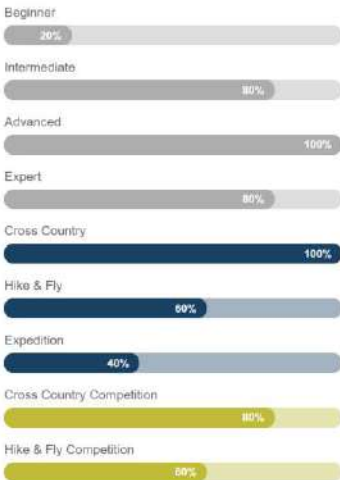 Beginner
20%
Intermediate
80%
Advanced
100%
Expert
80%
Cross Country
100%
Hike & Fly
60%
Expedition
40%
Cross Country Competition
80%
Hike & Fly Competition
60%